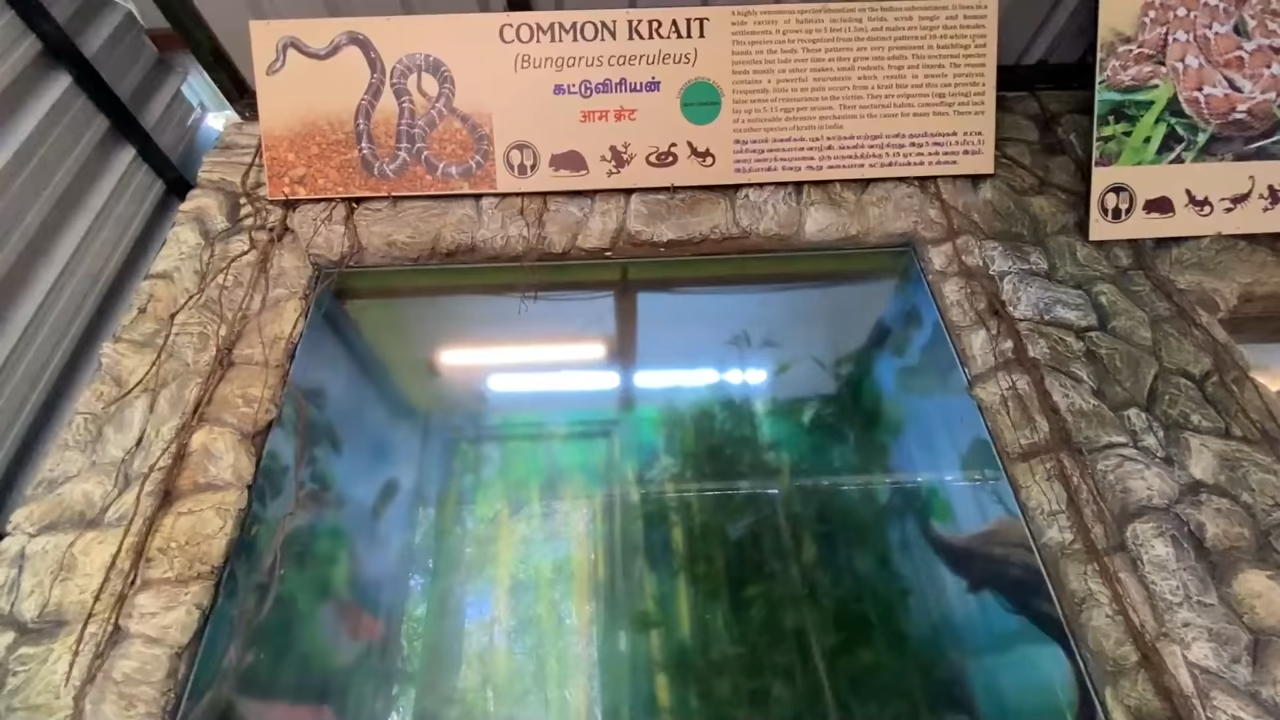 COMMON KRAIT
(Bungarus caeruleus)
கட்டுவிரியன்
आम क्रेट
A highly venomous species abundant on the Indian subcontinent. It lives in a
wide variety of habitats including fields, scrub jungle and human
settlements. It grows up to 5 feet (1.5m), and males are larger than females.
This species can be recognized from the distinct pattern of 30-40 white cross
bands on the body. These patterns are very prominent in hatchlings and
juveniles but fade over time as they grow into adults. This nocturnal species
feeds mostly on other snakes, small rodents, frogs and lizards. The venom
contains a powerful neurotoxin which results in muscle paralysis.
Frequently, little to no pain occurs from a krait bite and this can provide a
false sense of reassurance to the victim. They are oviparous (egg-laying) and
lay up to 5-15 eggs per season. Their nocturnal habits, camouflage and lack
of a noticeable defensive mechanism is the cause for many bites. There are
six other species of kraits in India.